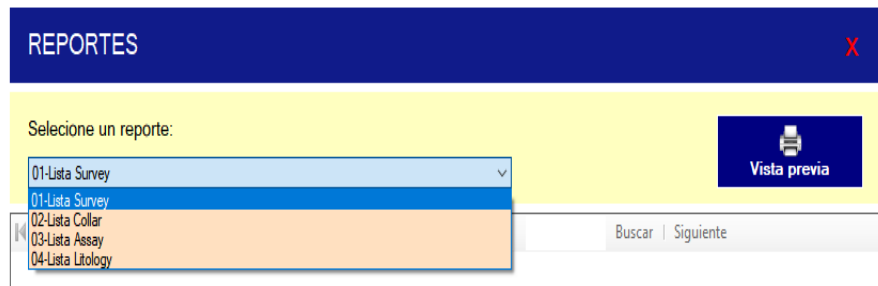 REPORTES X
Selecione un reporte:
01-Lista Survey
Vista previa
01-Lista Survey
02-Lista Collar
03-Lista Assay
04-Lista Litology
Buscar | Siguiente